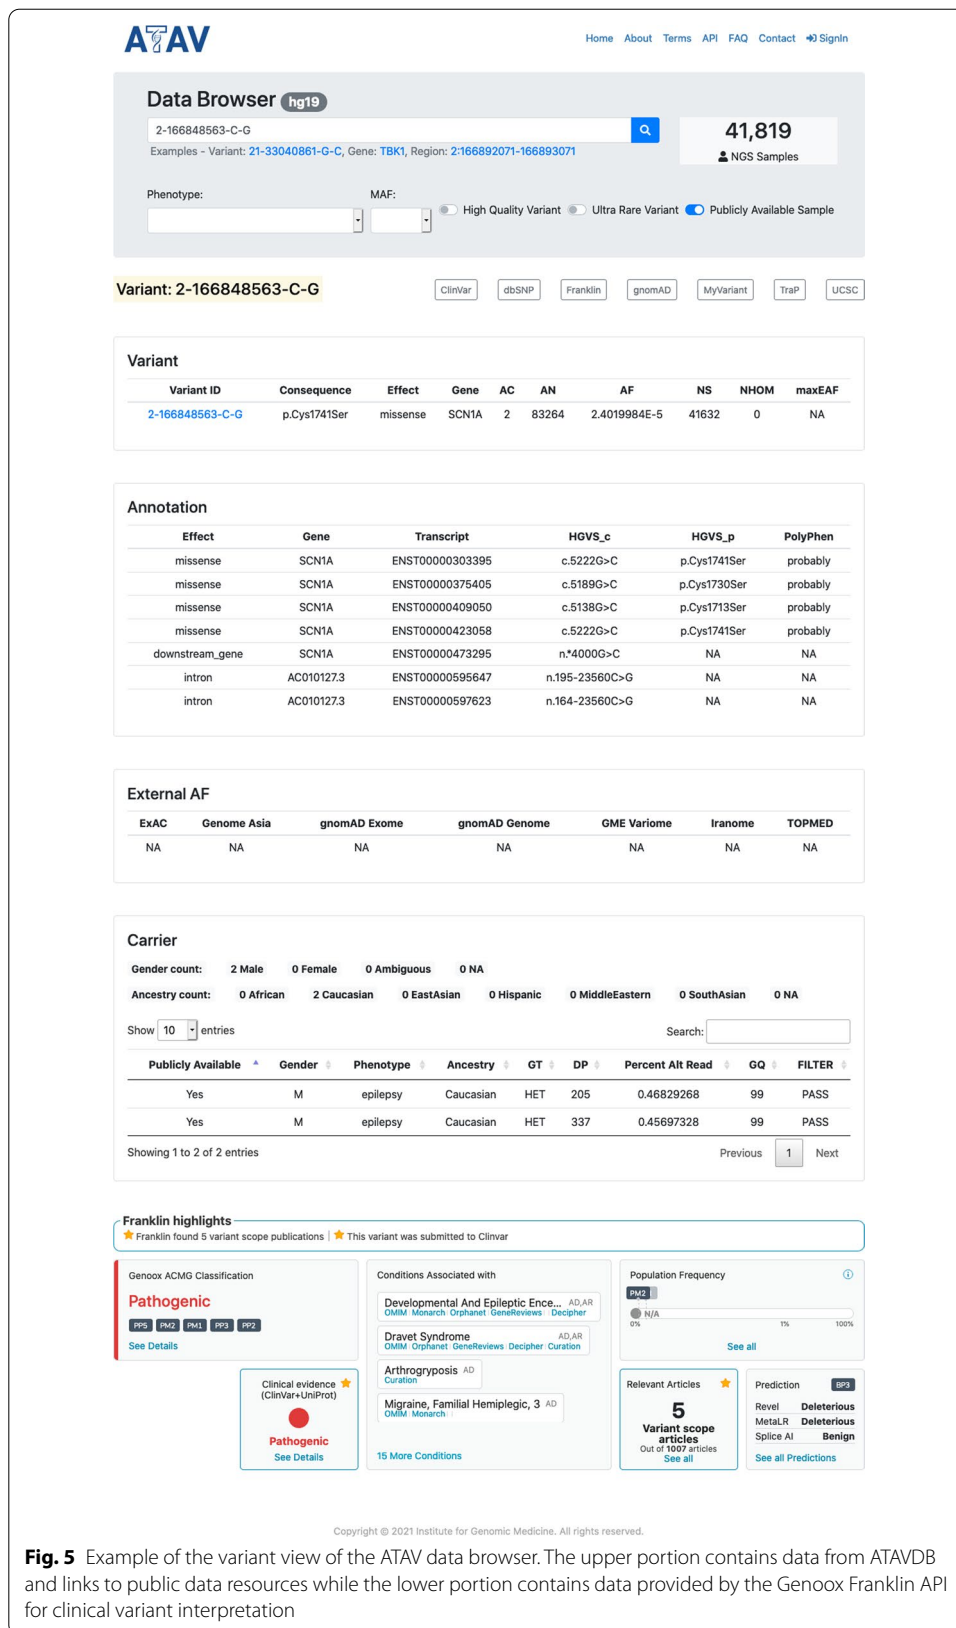 ATAV
Home About Terms API FAQ Contact SignIn
Data Browser hg19
2-166848563-C-G
Examples - Variant: 21-33040861-G-C, Gene: TBK1, Region: 2:166892071-166893071
41,819
NGS Samples
Phenotype: MAF:
High Quality Variant Ultra Rare Variant Publicly Available Sample
Variant: 2-166848563-C-G
ClinVar dbSNP Franklin gnomAD MyVariant TraP UCSC
Variant
Variant ID Consequence Effect Gene AC AN AF NS NHOM maxEAF
2-166848563-C-G p.Cys1741Ser missense SCN1A 2 83264 2.4019984E-5 41632 0 NA
Annotation
Effect Gene Transcript HGVS_c HGVS_p PolyPhen
missense SCN1A ENST00000303395 c.5222G>C p.Cys1741Ser probably
missense SCN1A ENST00000375405 c.5189G>C p.Cys1730Ser probably
missense SCN1A ENST00000409050 c.5138G>C p.Cys1713Ser probably
missense SCN1A ENST00000423058 c.5222G>C p.Cys1741Ser probably
downstream_gene SCN1A ENST00000473295 n.*4000G>C NA NA
intron AC010127.3 ENST00000595647 n.195-23560C>G NA NA
intron AC010127.3 ENST00000597623 n.164-23560C>G NA NA
External AF
ExAC Genome Asia gnomAD Exome gnomAD Genome GME Variome Iranome TOPMED
NA NA NA NA NA NA NA
Carrier
Gender count: 2 Male 0 Female 0 Ambiguous 0 NA
Ancestry count: 0 African 2 Caucasian 0 EastAsian 0 Hispanic 0 MiddleEastern 0 SouthAsian 0 NA
Show 10 entries Search:
Publicly Available Gender Phenotype Ancestry GT DP Percent Alt Read GQ FILTER
Yes M epilepsy Caucasian HET 205 0.46829268 99 PASS
Yes M epilepsy Caucasian HET 337 0.45697328 99 PASS
Showing 1 to 2 of 2 entries Previous 1 Next
Franklin highlights
Franklin found 5 variant scope publications | This variant was submitted to Clinvar
Genoox ACMG Classification
Pathogenic
PP5 PM2 PM1 PP3 PP2
See Details
Clinical evidence
(ClinVar+UniProt)
Pathogenic
See Details
Conditions Associated with
Developmental And Epileptic Ence... AD,AR
OMIM Monarch Orphanet GeneReviews Decipher
Dravet Syndrome AD,AR
OMIM Orphanet GeneReviews Decipher Curation
Arthrogryposis AD
Curation
Migraine, Familial Hemiplegic, 3 AD
OMIM Monarch
15 More Conditions
Population Frequency
PM2
N/A
0% 1% 100%
See all
Relevant Articles
5
Variant scope
articles
Out of 1007 articles
See all
Prediction BP3
Revel Deleterious
MetaLR Deleterious
Splice AI Benign
See all Predictions
Copyright © 2021 Institute for Genomic Medicine. All rights reserved.
Fig. 5 Example of the variant view of the ATAV data browser. The upper portion contains data from ATAVDB
and links to public data resources while the lower portion contains data provided by the Genoox Franklin API
for clinical variant interpretation